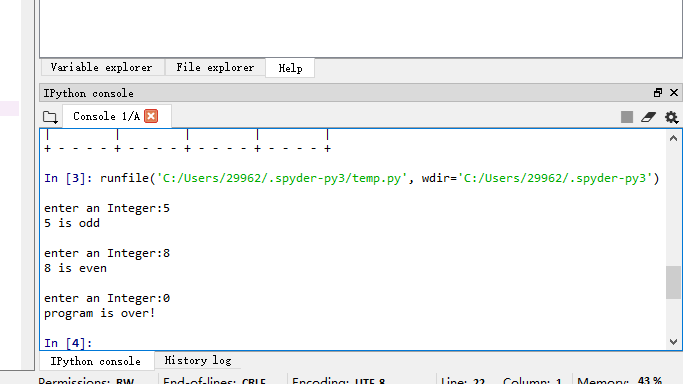 Variable explorer File explorer Help
IPython console
Console 1/A
| | | | |
+ - - - - + - - - - + - - - - + - - - - +
In [3]: runfile('C:/Users/29962/.spyder-py3/temp.py', wdir='C:/Users/29962/.spyder-py3')
enter an Integer:5
5 is odd
enter an Integer:8
8 is even
enter an Integer:0
program is over!
In [4]:
IPython console History log
Permissions: RW End-of-lines: CRLF Encoding: UTF-8 Line: 22 Column: 1 Memory: 43 %